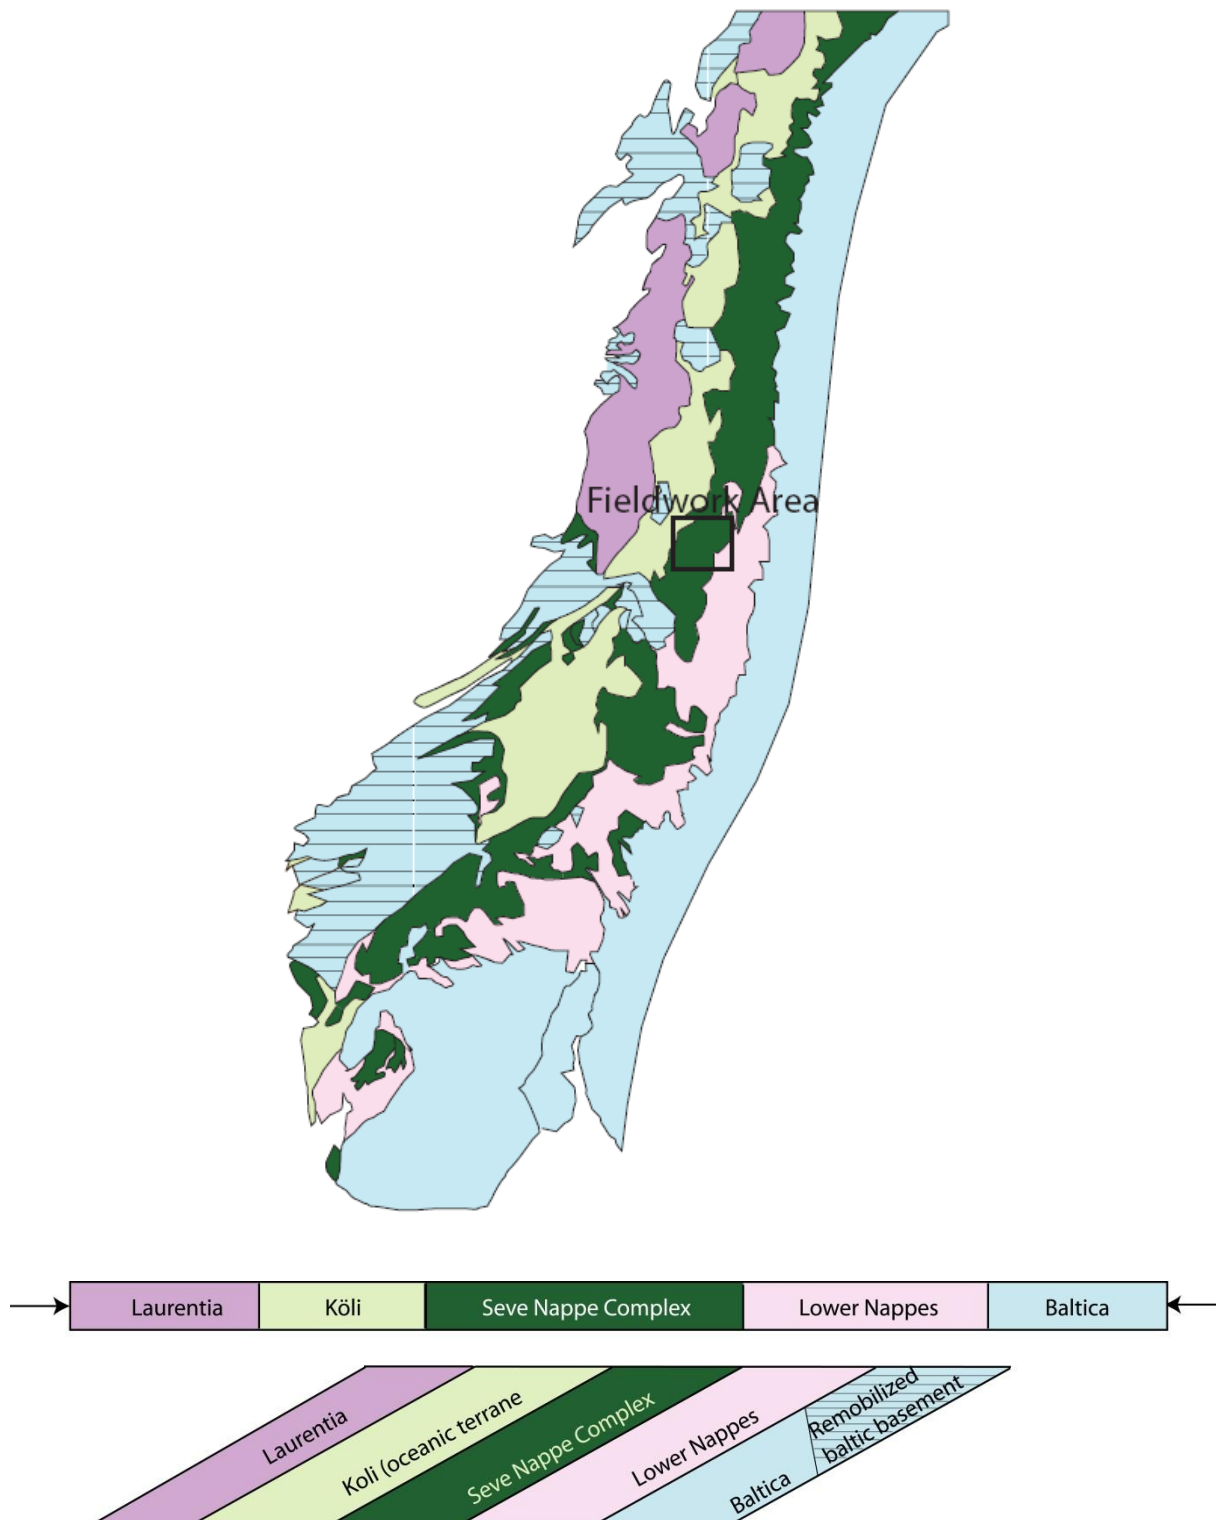 Fieldwork Area
Laurentia
Köli
Seve Nappe Complex
Lower Nappes
Baltica
Laurentia
Koli (oceanic terrane
Seve Nappe Complex
Lower Nappes
Baltica
Remobilized
baltic basement